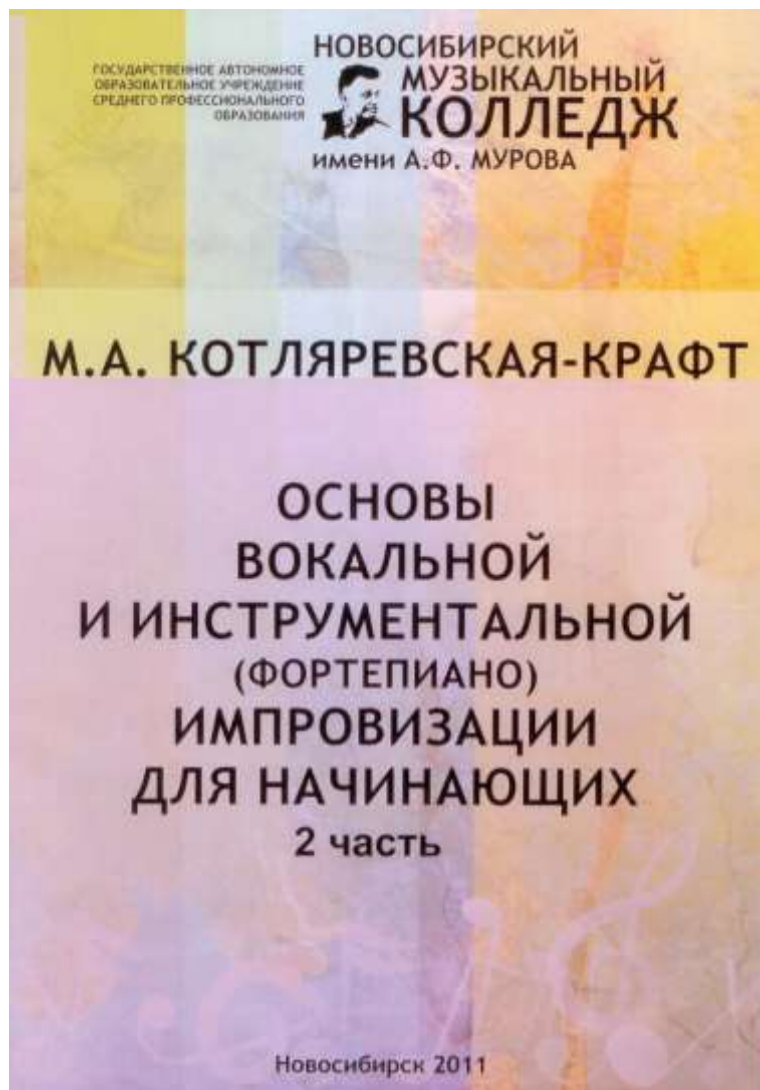 ГОСУДАРСТВЕННОЕ АВТОНОМНОЕ
ОБРАЗОВАТЕЛЬНОЕ УЧРЕЖДЕНИЕ
СРЕДНЕГО ПРОФЕССИОНАЛЬНОГО
ОБРАЗОВАНИЯ
НОВОСИБИРСКИЙ
МУЗЫКАЛЬНЫЙ
КОЛЛЕДЖ
имени А.Ф. МУРОВА
М.А. КОТЛЯРЕВСКАЯ-КРАФТ
ОСНОВЫ
ВОКАЛЬНОЙ
И ИНСТРУМЕНТАЛЬНОЙ
(ФОРТЕПИАНО)
ИМПРОВИЗАЦИИ
ДЛЯ НАЧИНАЮЩИХ
2 часть
Новосибирск 2011